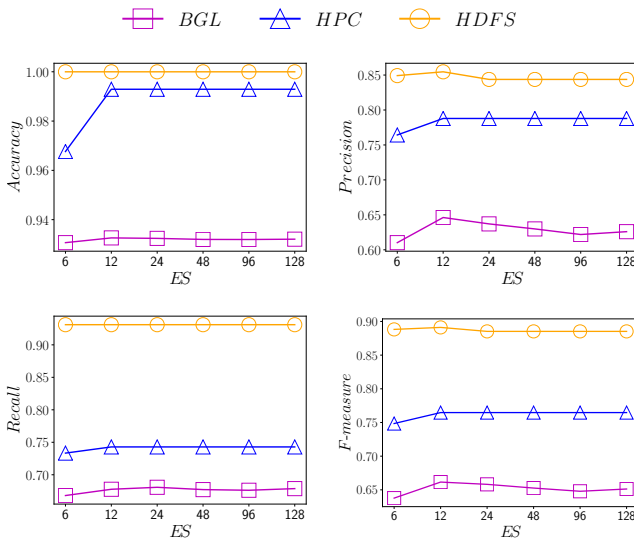 BGL HPC HDFS
1.00
0.98
0.96
0.94
Accuracy
6 12 24 48 96 128
ES
0.85
0.80
0.75
0.70
0.65
0.60
Precision
6 12 24 48 96 128
ES
0.90
0.85
0.80
0.75
0.70
Recall
6 12 24 48 96 128
ES
0.90
0.85
0.80
0.75
0.70
0.65
F-measure
6 12 24 48 96 128
ES